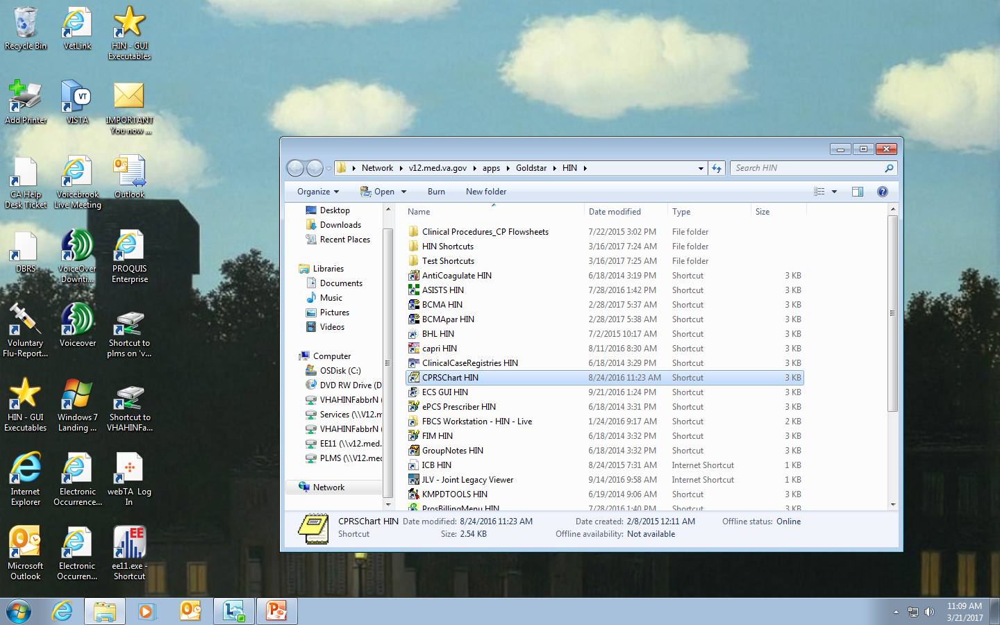 Recycle Bin
VetLink
HIN - GUI
Executables
Add Printer
VT
VISTA
IMPORTANT
You now ...
CA Help
Desk Ticket
Voicebrook
Live Meeting
Outlook
DBRS
VoiceOver
Downti...
PROQUIS
Enterprise
Voluntary
Flu-Report...
Voiceover
Shortcut to
plms on 'v...
HIN - GUI
Executables
Windows 7
Landing ...
Shortcut to
VHAHINFa...
Internet
Explorer
Electronic
Occurrence...
webTA Log
In
Microsoft
Outlook
Electronic
Occurren...
EE
ee11.exe -
Shortcut
Network v12.med.va.gov apps Goldstar HIN
Search HIN
Organize Open Burn New folder
Desktop
Downloads
Recent Places
Libraries
Documents
Music
Pictures
Videos
Computer
OSDisk (C:)
DVD RW Drive (D
VHAHINFabbrN (
Services (\\V12.m
VHAHINFabbrN (
EE11 (\\v12.med.
PLMS (\\V12.med
Network
Name Date modified Type Size
Clinical Procedures_CP Flowsheets 7/22/2015 3:02 PM File folder
HIN Shortcuts 3/16/2017 7:24 AM File folder
Test Shortcuts 3/16/2017 7:25 AM File folder
AntiCoagulate HIN 6/18/2014 3:19 PM Shortcut 3 KB
ASISTS HIN 7/28/2016 1:42 PM Shortcut 3 KB
BCMA HIN 2/28/2017 5:37 AM Shortcut 3 KB
BCMApar HIN 2/28/2017 5:38 AM Shortcut 3 KB
BHL HIN 7/2/2015 10:17 AM Shortcut 3 KB
capri HIN 8/11/2016 8:30 AM Shortcut 3 KB
ClinicalCaseRegistries HIN 6/18/2014 3:29 PM Shortcut 3 KB
CPRSChart HIN 8/24/2016 11:23 AM Shortcut 3 KB
ECS GUI HIN 9/21/2016 1:24 PM Shortcut 3 KB
ePCS Prescriber HIN 6/18/2014 3:31 PM Shortcut 3 KB
FBCS Workstation - HIN - Live 1/24/2016 9:17 AM Shortcut 2 KB
FIM HIN 6/18/2014 3:32 PM Shortcut 3 KB
GroupNotes HIN 6/18/2014 3:32 PM Shortcut 3 KB
ICB HIN 8/24/2015 7:31 AM Internet Shortcut 1 KB
JLV - Joint Legacy Viewer 9/14/2016 9:58 AM Internet Shortcut 1 KB
KMPDTOOLS HIN 6/19/2014 9:06 AM Shortcut 3 KB
ProsBillingMenu HIN 7/28/2016 1:40 PM Shortcut 3 KB
CPRSChart HIN Date modified: 8/24/2016 11:23 AM Date created: 2/8/2015 12:11 AM Offline status: Online
Shortcut Size: 2.54 KB Offline availability: Not available
11:09 AM
3/21/2017